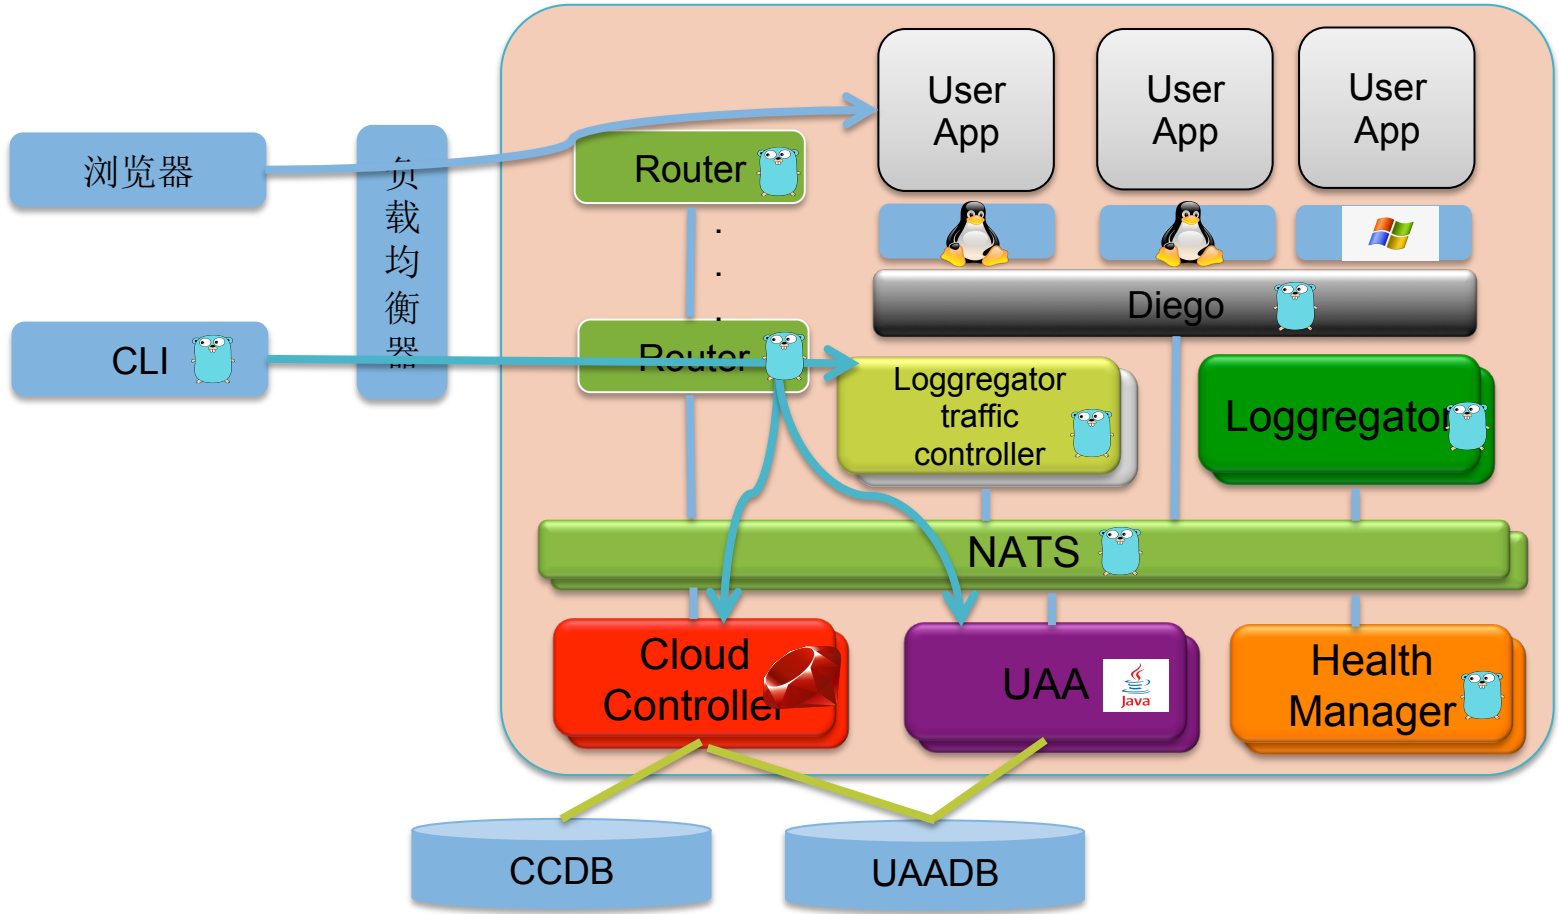 浏览器
负
载
均
衡
器
CLI
Router
Router
User
App
User
App
User
App
Diego
Loggregator
traffic
controller
Loggregator
NATS
Cloud
Controller
UAA
Java
Health
Manager
CCDB
UAADB